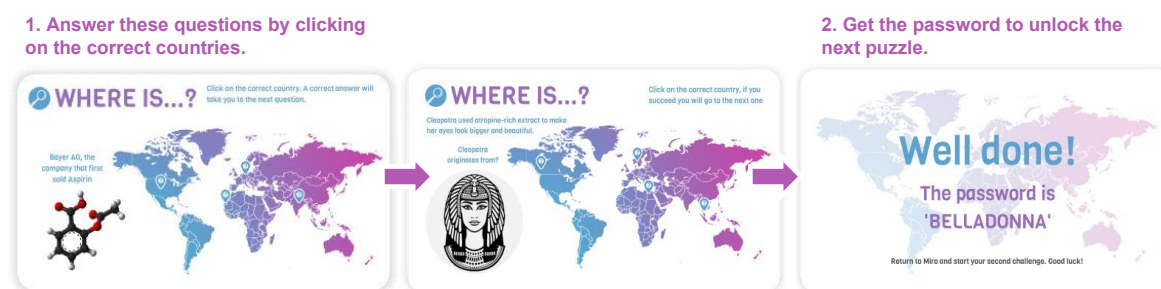 1. Answer these questions by clicking
on the correct countries.
2. Get the password to unlock the
next puzzle.
WHERE IS...?
Click on the correct country. A correct answer will
take you to the next question.
Bayer AG, the
company that first
sold Aspirin
WHERE IS...?
Click on the correct country, if you
succeed you will go to the next one
Cleopatra used atropine-rich extract to make
her eyes look bigger and beautiful.
Cleopatra
originates from?
Well done!
The password is
'BELLADONNA'
Return to Miro and start your second challenge. Good luck!